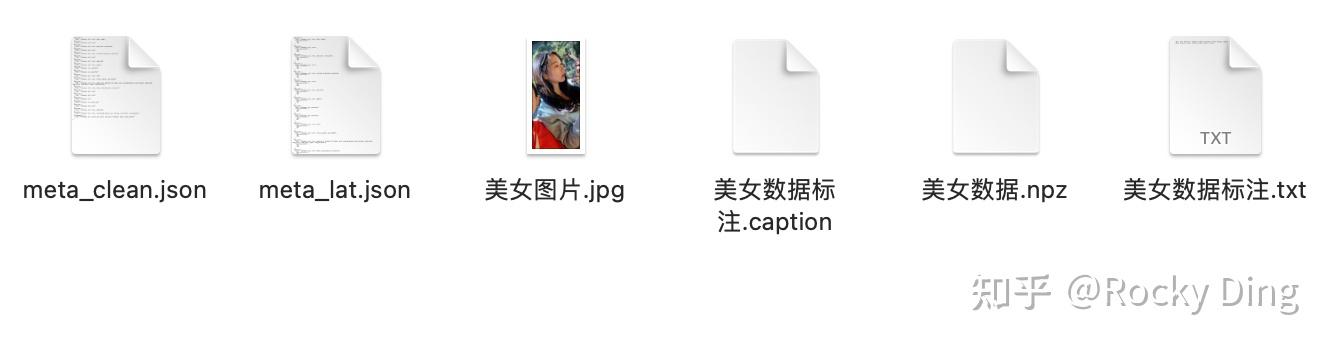 TXT
meta_clean.json
meta_lat.json
美女图片.jpg
美女数据标
注.caption
美女数据.npz
美女数据标注.txt
知乎 @Rocky Ding